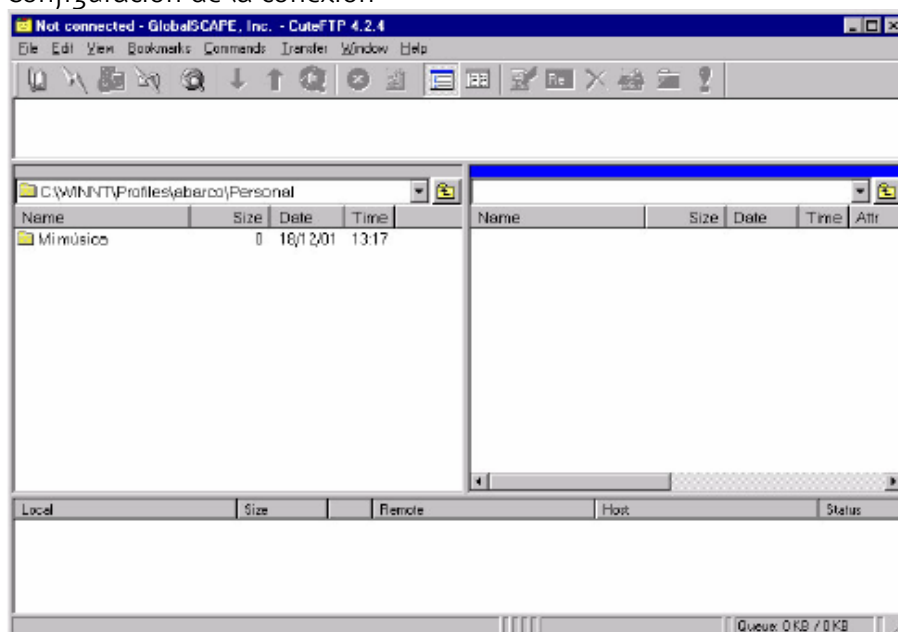 Configuración de la conexión
Not connected - GlobalSCAPE, Inc. - CuteFTP 4.2.4
File Edit View Bookmarks Commands Transfer Window Help
C:\WINNT\Profiles\abarco\Personal
Name Size Date Time
Name Size Date Time Attr
Mi música 0 18/12/01 13:17
Local Size Remote Host Status
Queue: 0 KB / 0 KB